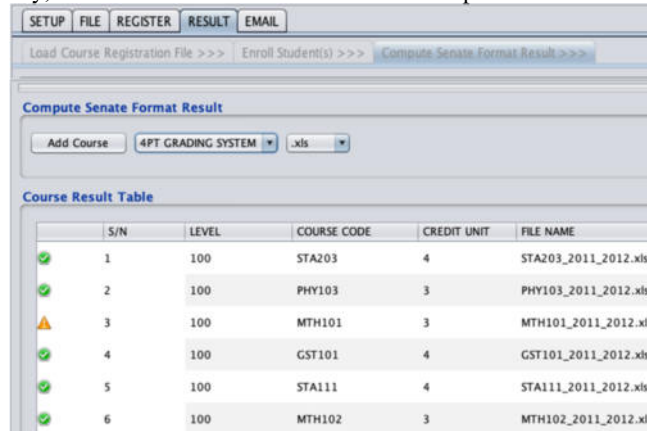 SETUP FILE REGISTER RESULT EMAIL
Load Course Registration File >>> Enroll Student(s) >>> Compute Senate Format Result >>>
Compute Senate Format Result
Add Course 4PT GRADING SYSTEM .xls
Course Result Table
S/N LEVEL COURSE CODE CREDIT UNIT FILE NAME
1 100 STA203 4 STA203_2011_2012.xls
2 100 PHY103 3 PHY103_2011_2012.xls
3 100 MTH101 3 MTH101_2011_2012.xl
4 100 GST101 4 GST101_2011_2012.xls
5 100 STA111 4 STA111_2011_2012.xls
6 100 MTH102 3 MTH102_2011_2012.xl